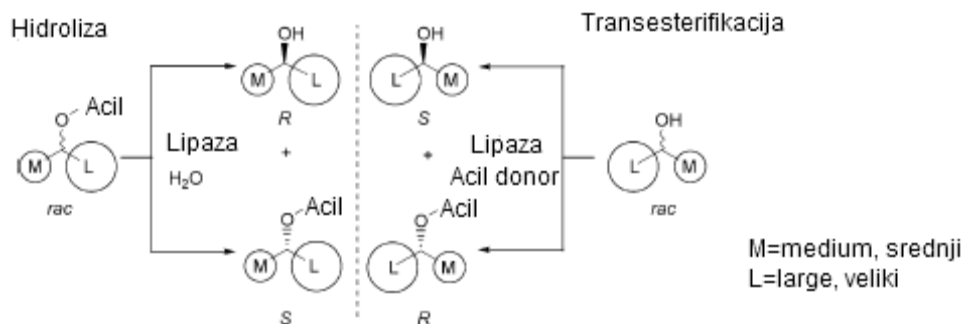 Hidroliza
Transesterifikacija
OH
M
L
R
OH
L
M
S
O
Acil
M
L
rac
Lipaza
H₂O
+
+
Lipaza
Acil donor
OH
L
M
rac
O
Acil
M
L
S
O
Acil
L
M
R
M=medium, srednji
L=large, veliki